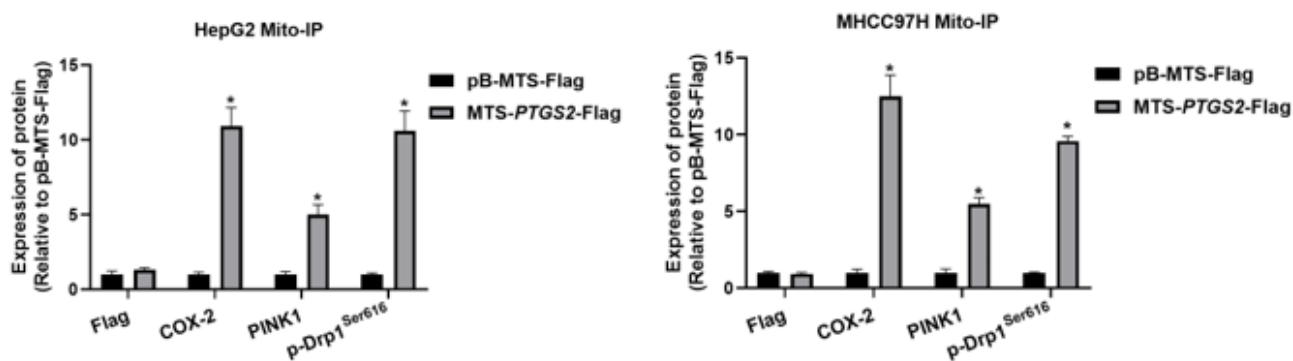 HepG2 Mito-IP
Expression of protein
(Relative to pB-MTS-Flag)
15
10
5
0
*
*
*
Flag
COX-2
PINK1
p-Drp1Ser616
pB-MTS-Flag
MTS-PTGS2-Flag
MHCC97H Mito-IP
Expression of protein
(Relative to pB-MTS-Flag)
15
10
5
0
*
*
*
Flag
COX-2
PINK1
p-Drp1Ser616
pB-MTS-Flag
MTS-PTGS2-Flag